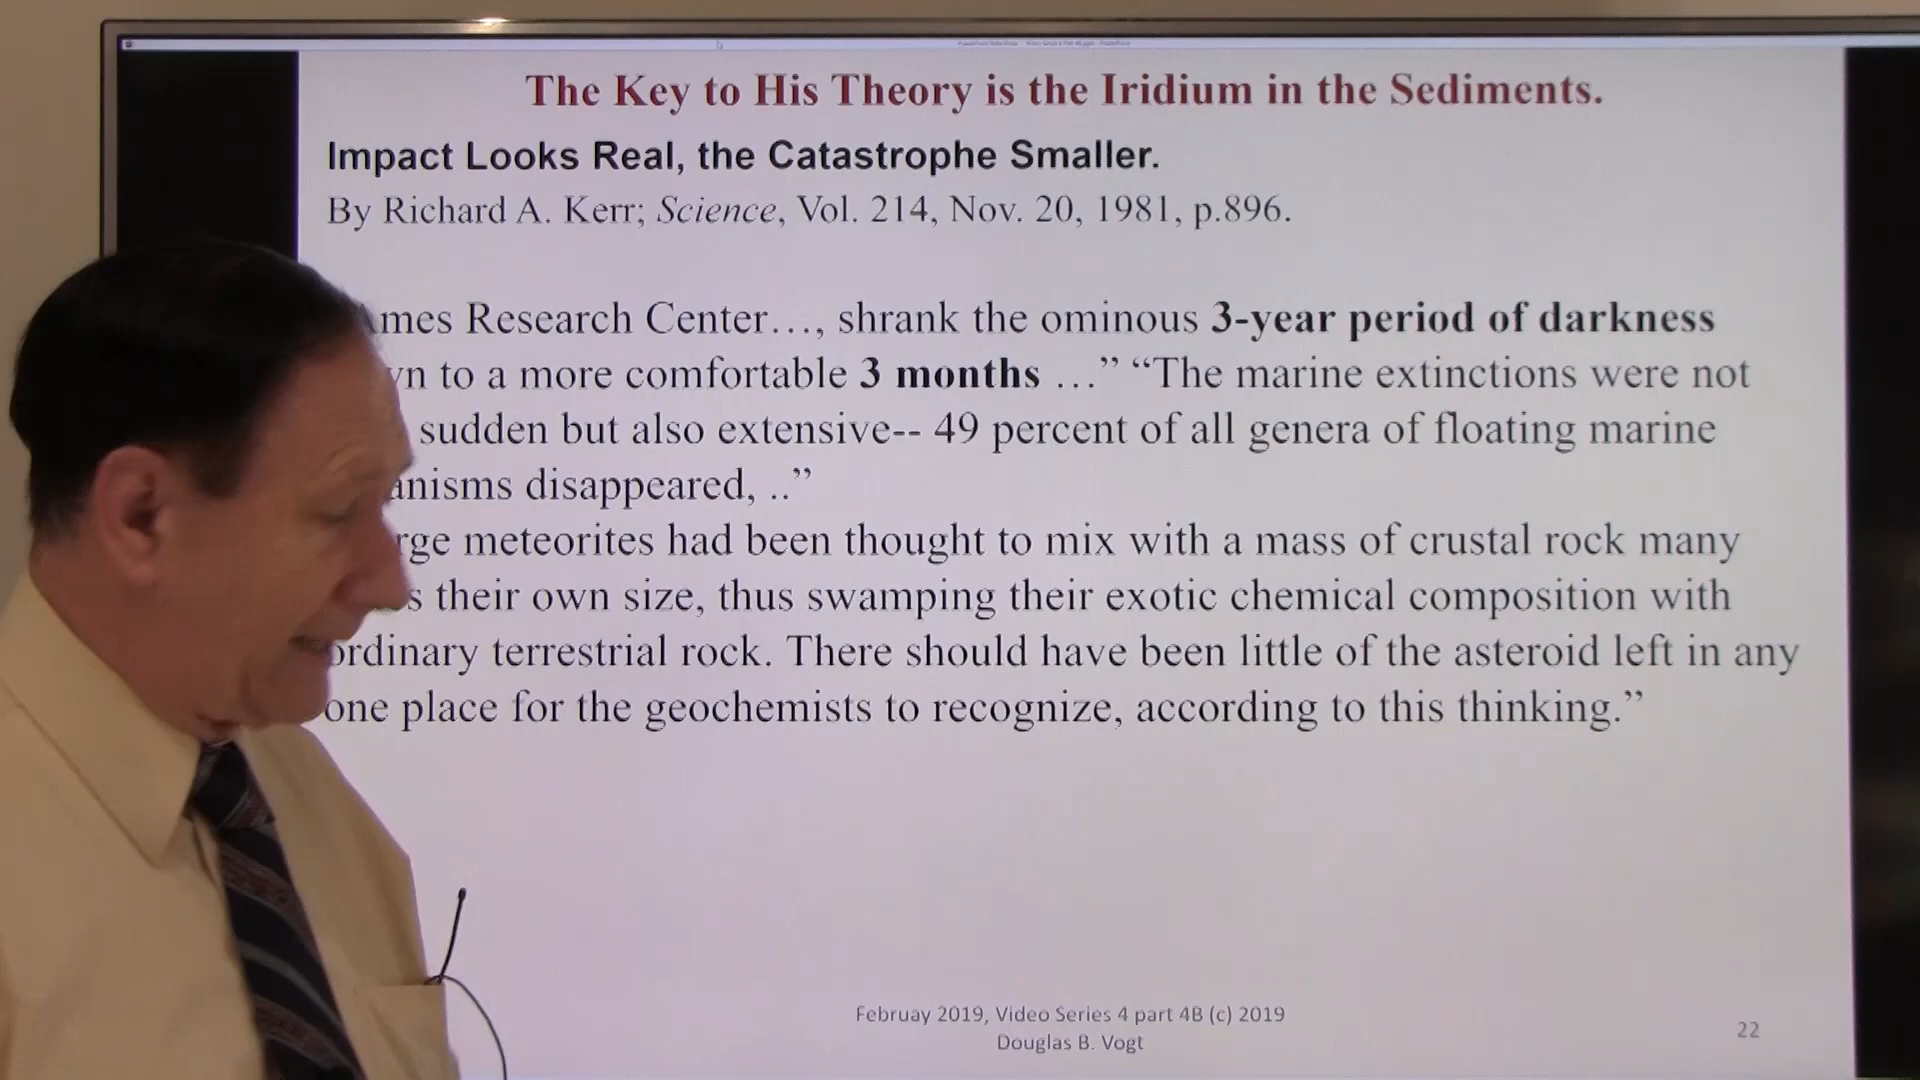 The Key to His Theory is the Iridium in the Sediments.
Impact Looks Real, the Catastrophe Smaller.
By Richard A. Kerr; Science, Vol. 214, Nov. 20, 1981, p.896.
Ames Research Center…, shrank the ominous 3-year period of darkness
to a more comfortable 3 months …” “The marine extinctions were not
sudden but also extensive-- 49 percent of all genera of floating marine
disappeared, ..”
meteorites had been thought to mix with a mass of crustal rock many
their own size, thus swamping their exotic chemical composition with
ordinary terrestrial rock. There should have been little of the asteroid left in any
one place for the geochemists to recognize, according to this thinking.”
Februay 2019, Video Series 4 part 4B (c) 2019
Douglas B. Vogt
22